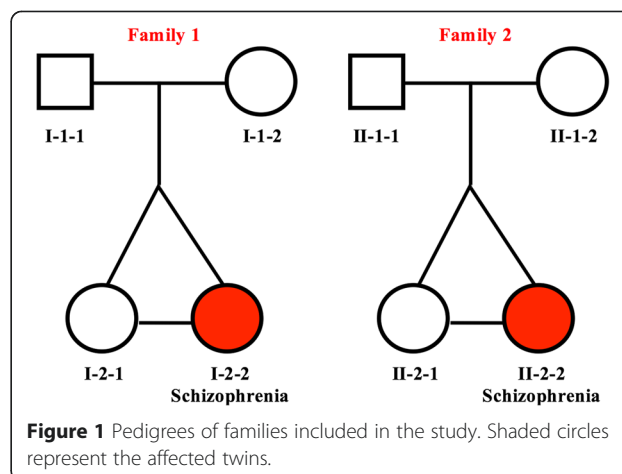 Family 1 Family 2
I-1-1 I-1-2 II-1-1 II-1-2
I-2-1 I-2-2 II-2-1 II-2-2
Schizophrenia Schizophrenia
Figure 1 Pedigrees of families included in the study. Shaded circles
represent the affected twins.